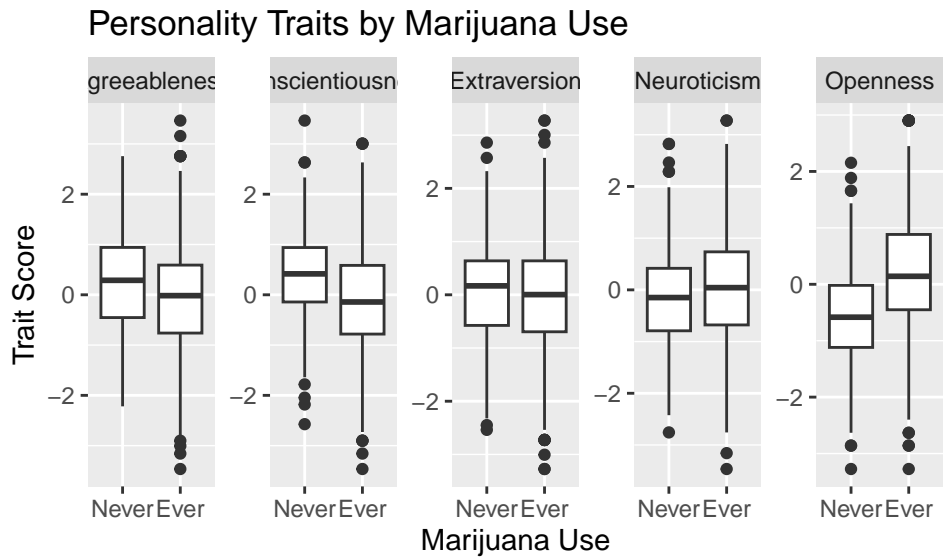 Personality Traits by Marijuana Use
greeablenes nscientiousn Extraversion Neuroticism Openness
Trait Score
2 2 2 2 2
0 0 0 0 0
−2 −2 −2 −2 −2
Never Ever Never Ever Never Ever Never Ever Never Ever
Marijuana Use